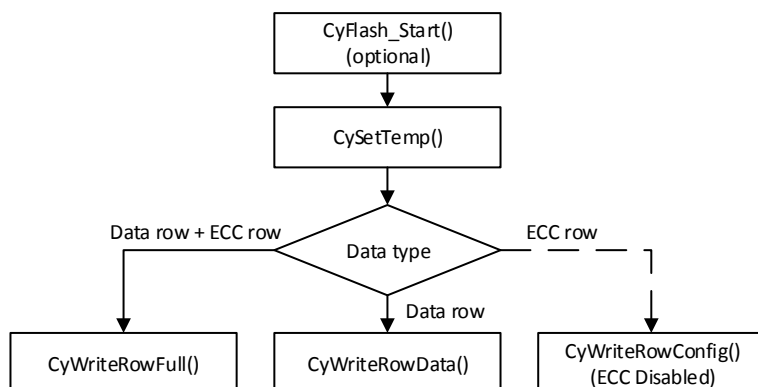 CyFlash_Start()
(optional)
CySetTemp()
Data row + ECC row
Data type
ECC row
Data row
CyWriteRowFull()
CyWriteRowData()
CyWriteRowConfig()
(ECC Disabled)